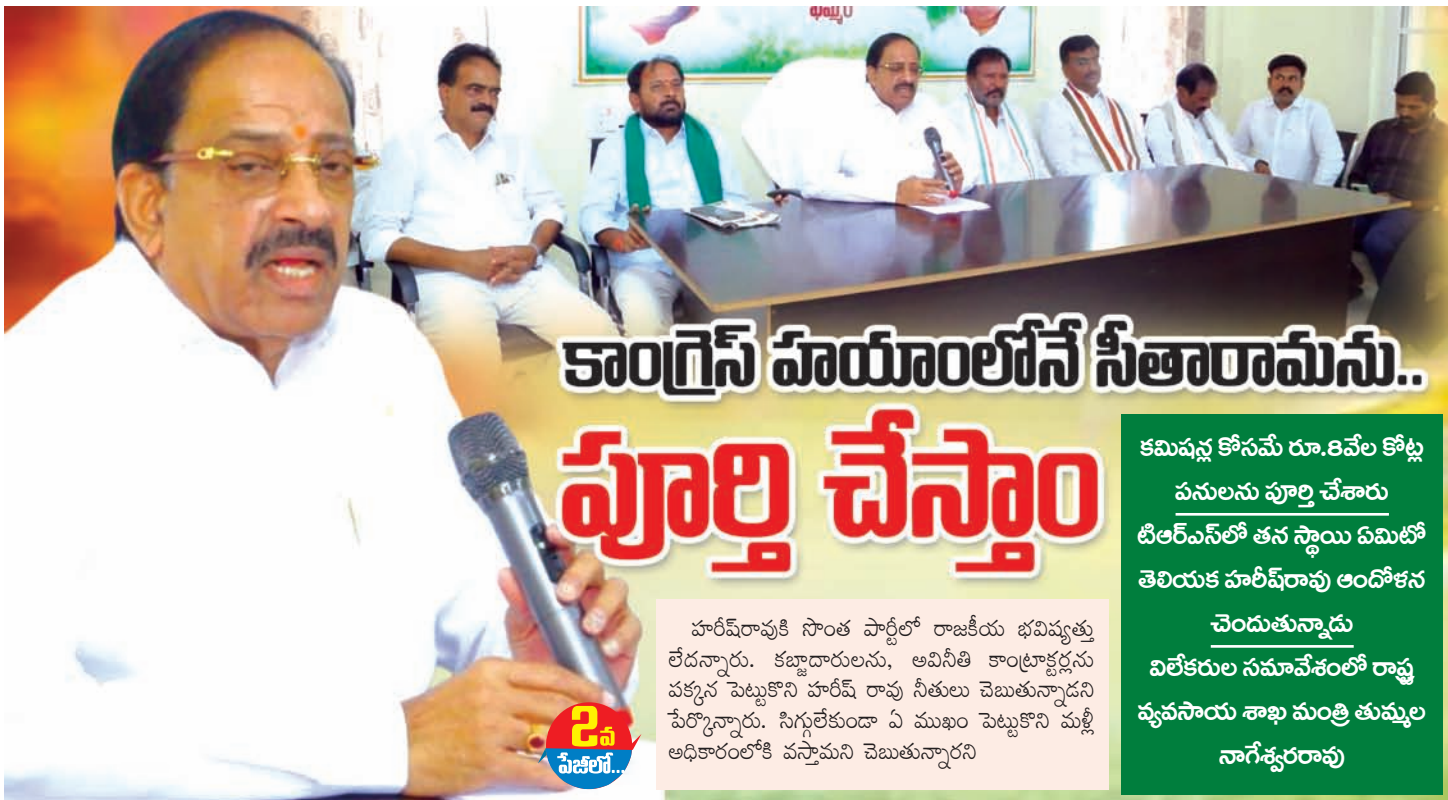 ఖమ్మం
కాంగ్రెస్ హయాంలోనే సీతారామను..
పూర్తి చేస్తాం
కమిషన్ల కోసమే రూ.8వేల కోట్ల
పనులను పూర్తి చేశారు
టిఆర్ఎస్‌లో తన స్థాయి ఏమిటో
తెలియక హరీష్‌రావు ఆందోళన
చెందుతున్నాడు
విలేకరుల సమావేశంలో రాష్ట్ర
వ్యవసాయ శాఖ మంత్రి తుమ్మల
నాగేశ్వరరావు
హరీష్‌రావుకి సొంత పార్టీలో రాజకీయ భవిష్యత్తు
లేదన్నారు. కబ్జాదారులను, అవినీతి కాంట్రాక్టర్లను
పక్కన పెట్టుకొని హరీష్ రావు నీతులు చెబుతున్నాడని
పేర్కొన్నారు. సిగ్గులేకుండా ఏ ముఖం పెట్టుకొని మళ్లీ
అధికారంలోకి వస్తామని చెబుతున్నారని
2వ
పేజీలో...